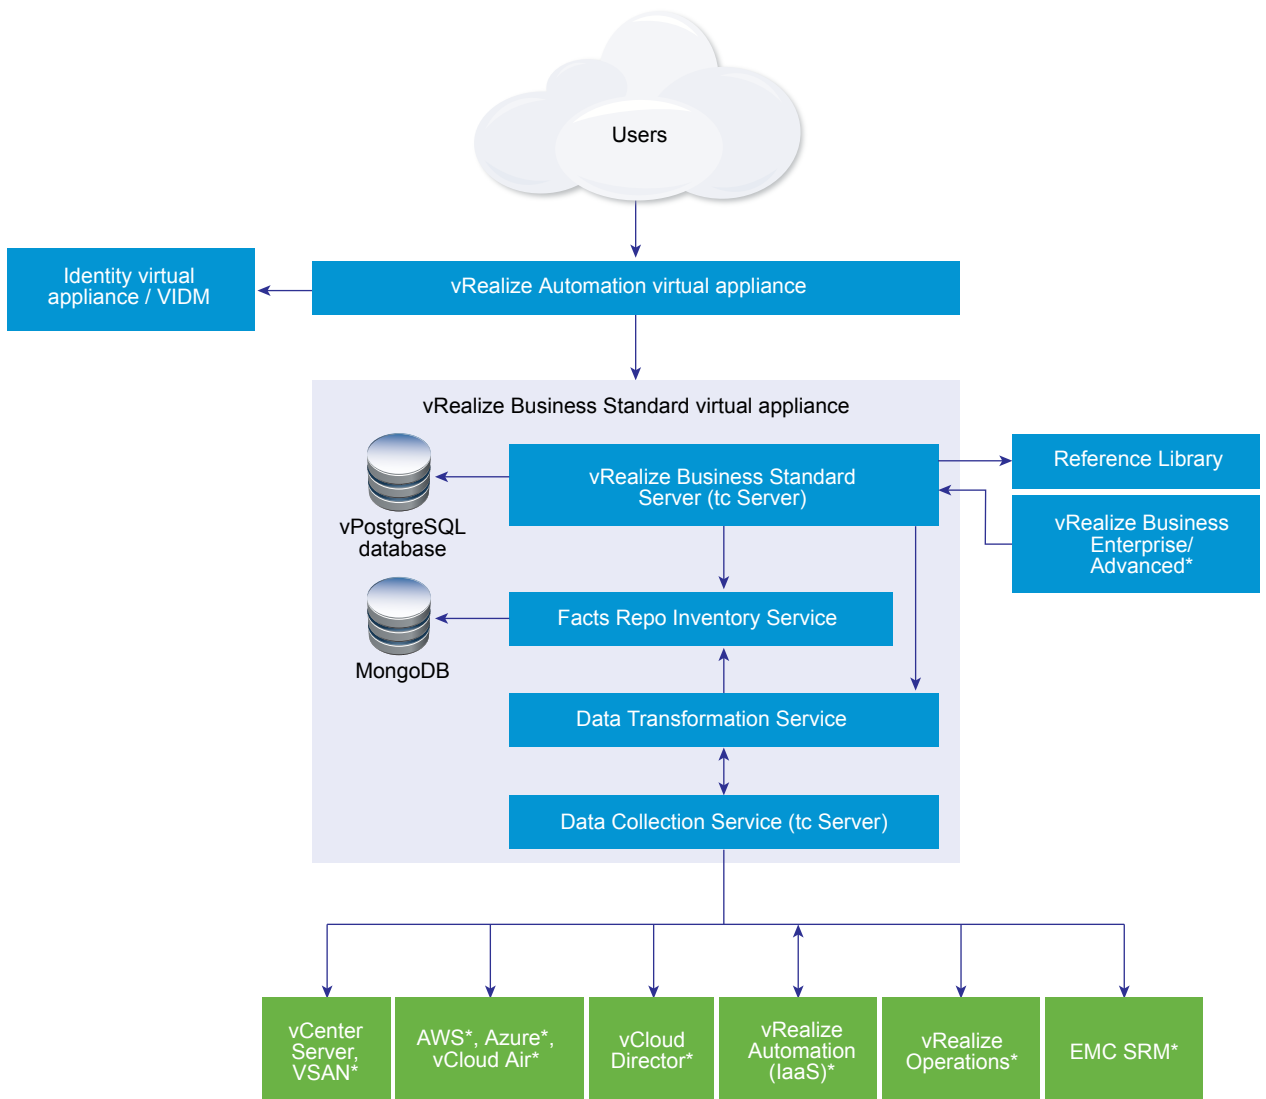 Users
Identity virtual
appliance / VIDM
vRealize Automation virtual appliance
vRealize Business Standard virtual appliance
vPostgreSQL
database
vRealize Business Standard
Server (tc Server)
Reference Library
vRealize Business
Enterprise/
Advanced*
MongoDB
Facts Repo Inventory Service
Data Transformation Service
Data Collection Service (tc Server)
vCenter
Server,
VSAN*
AWS*, Azure*,
vCloud Air*
vCloud
Director*
vRealize
Automation
(IaaS)*
vRealize
Operations*
EMC SRM*